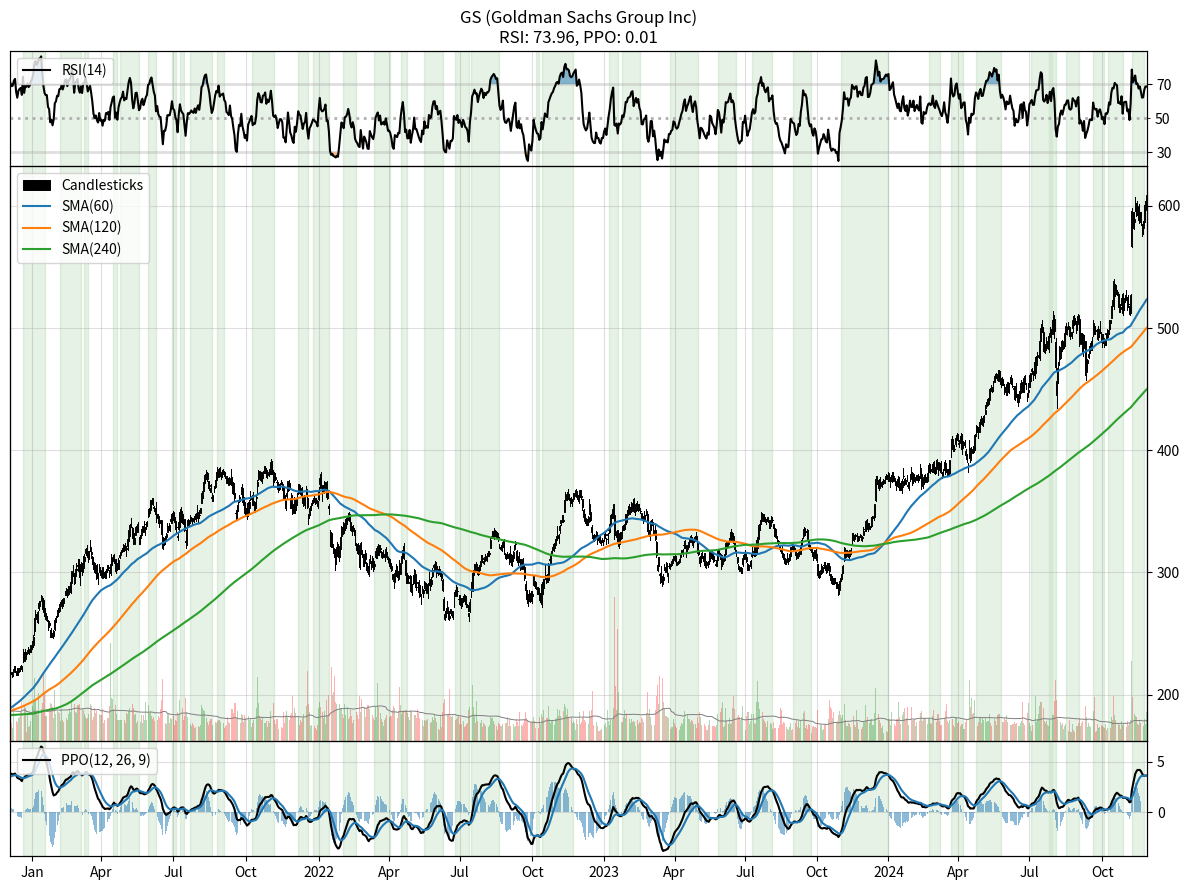 GS (Goldman Sachs Group Inc)
RSI: 73.96, PPO: 0.01
RSI(14)
70
50
30
Candlesticks
SMA(60)
SMA(120)
SMA(240)
600
500
400
300
200
PPO(12, 26, 9)
5
0
Jan Apr Jul Oct 2022 Apr Jul Oct 2023 Apr Jul Oct 2024 Apr Jul Oct